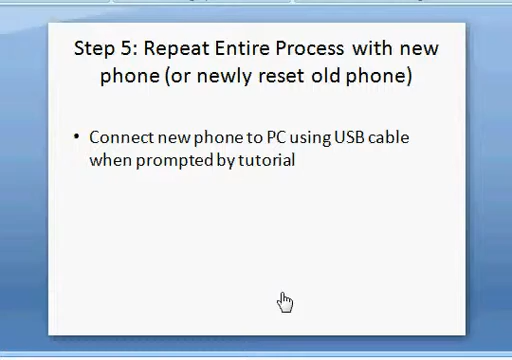 Step 5: Repeat Entire Process with new
phone (or newly reset old phone)
• Connect new phone to PC using USB cable
when prompted by tutorial